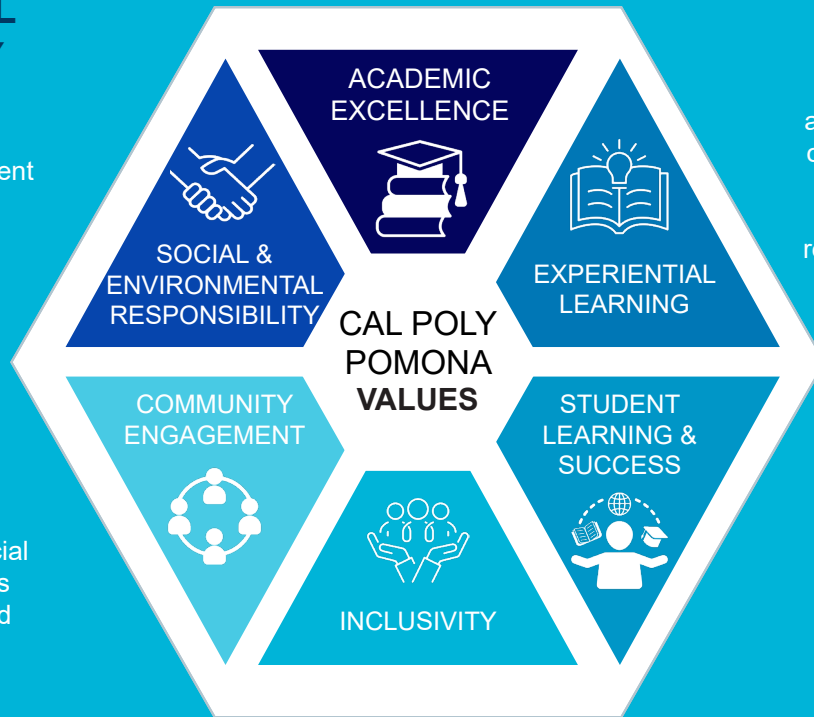 ACADEMIC
EXCELLENCE
SOCIAL &
ENVIRONMENTAL
RESPONSIBILITY
EXPERIENTIAL
LEARNING
CAL POLY
POMONA
VALUES
COMMUNITY
ENGAGEMENT
STUDENT
LEARNING &
SUCCESS
INCLUSIVITY